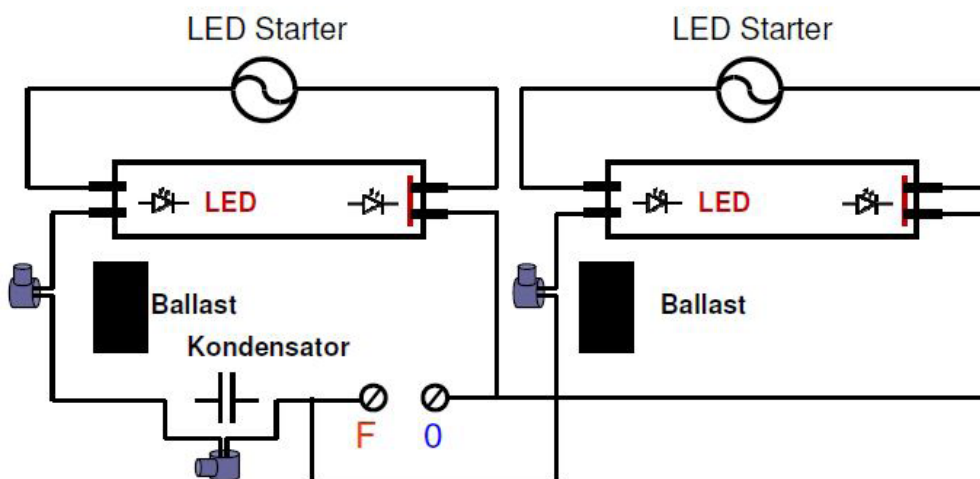 LED Starter
LED Starter
LED
LED
Ballast
Ballast
Kondensator
F
0